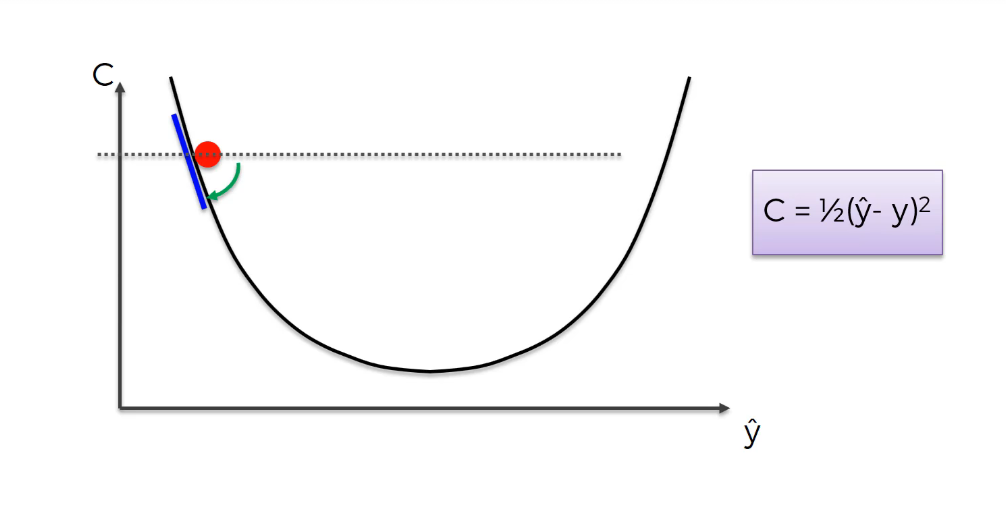 C
C = ½(ŷ- y)²
ŷ